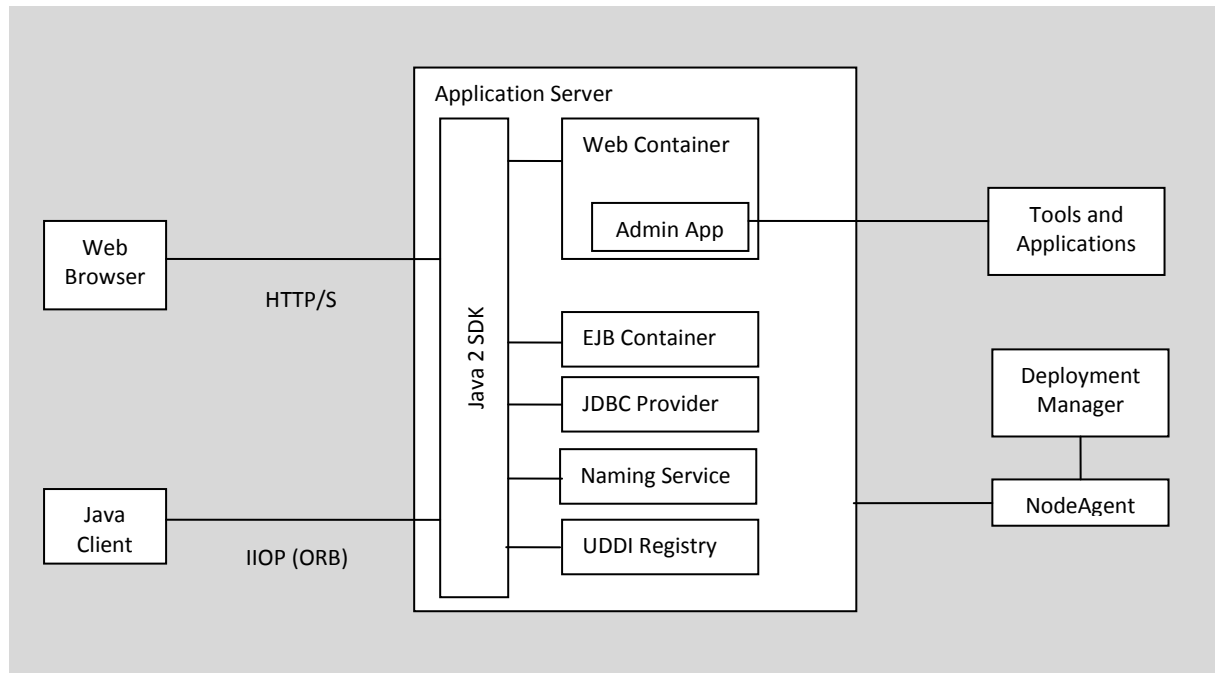 Application Server
Web Container
Admin App
Tools and
Applications
Web
Browser
HTTP/S
Java 2 SDK
EJB Container
JDBC Provider
Deployment
Manager
Naming Service
NodeAgent
Java
Client
IIOP (ORB)
UDDI Registry